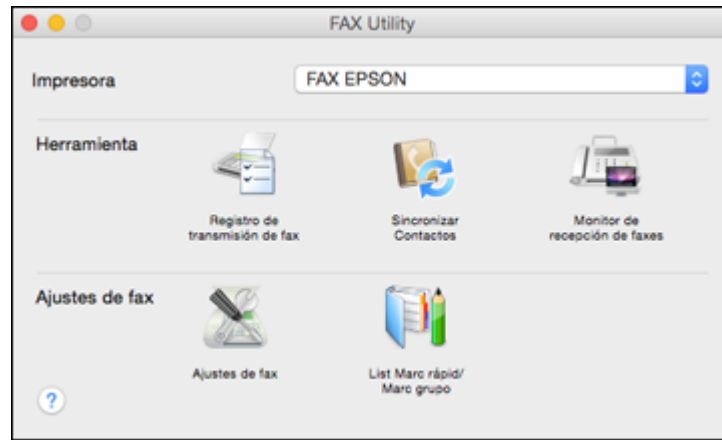 FAX Utility
Impresora
FAX EPSON
Herramienta
Registro de
transmisión de fax
Sincronizar
Contactos
Monitor de
recepción de faxes
Ajustes de fax
Ajustes de fax
List Marc rápid/
Marc grupo
?